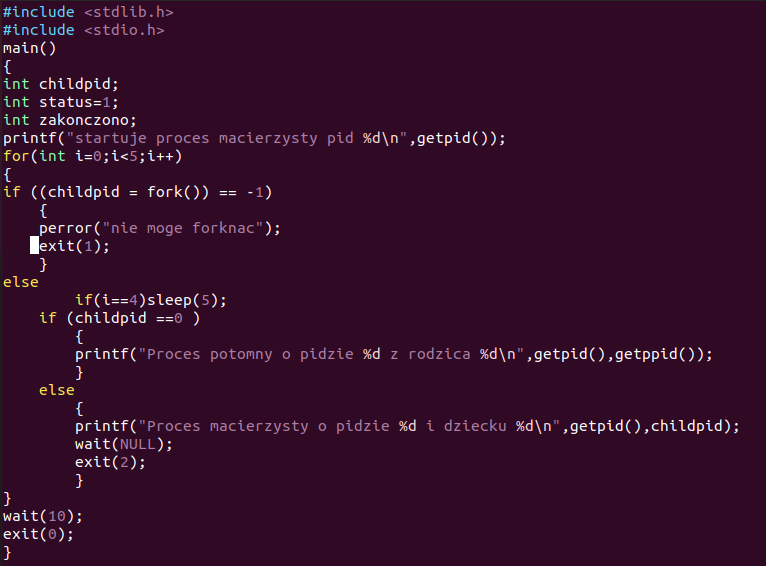 #include <stdlib.h>
#include <stdio.h>
main()
{
int childpid;
int status=1;
int zakonczono;
printf("startuje proces macierzysty pid %d\n",getpid());
for(int i=0;i<5;i++)
{
if ((childpid = fork()) == -1)
{
perror("nie moge forknac");
exit(1);
}
else
if(i==4)sleep(5);
if (childpid ==0 )
{
printf("Proces potomny o pidzie %d z rodzica %d\n",getpid(),getppid());
}
else
{
printf("Proces macierzysty o pidzie %d i dziecku %d\n",getpid(),childpid);
wait(NULL);
exit(2);
}
}
wait(10);
exit(0);
}